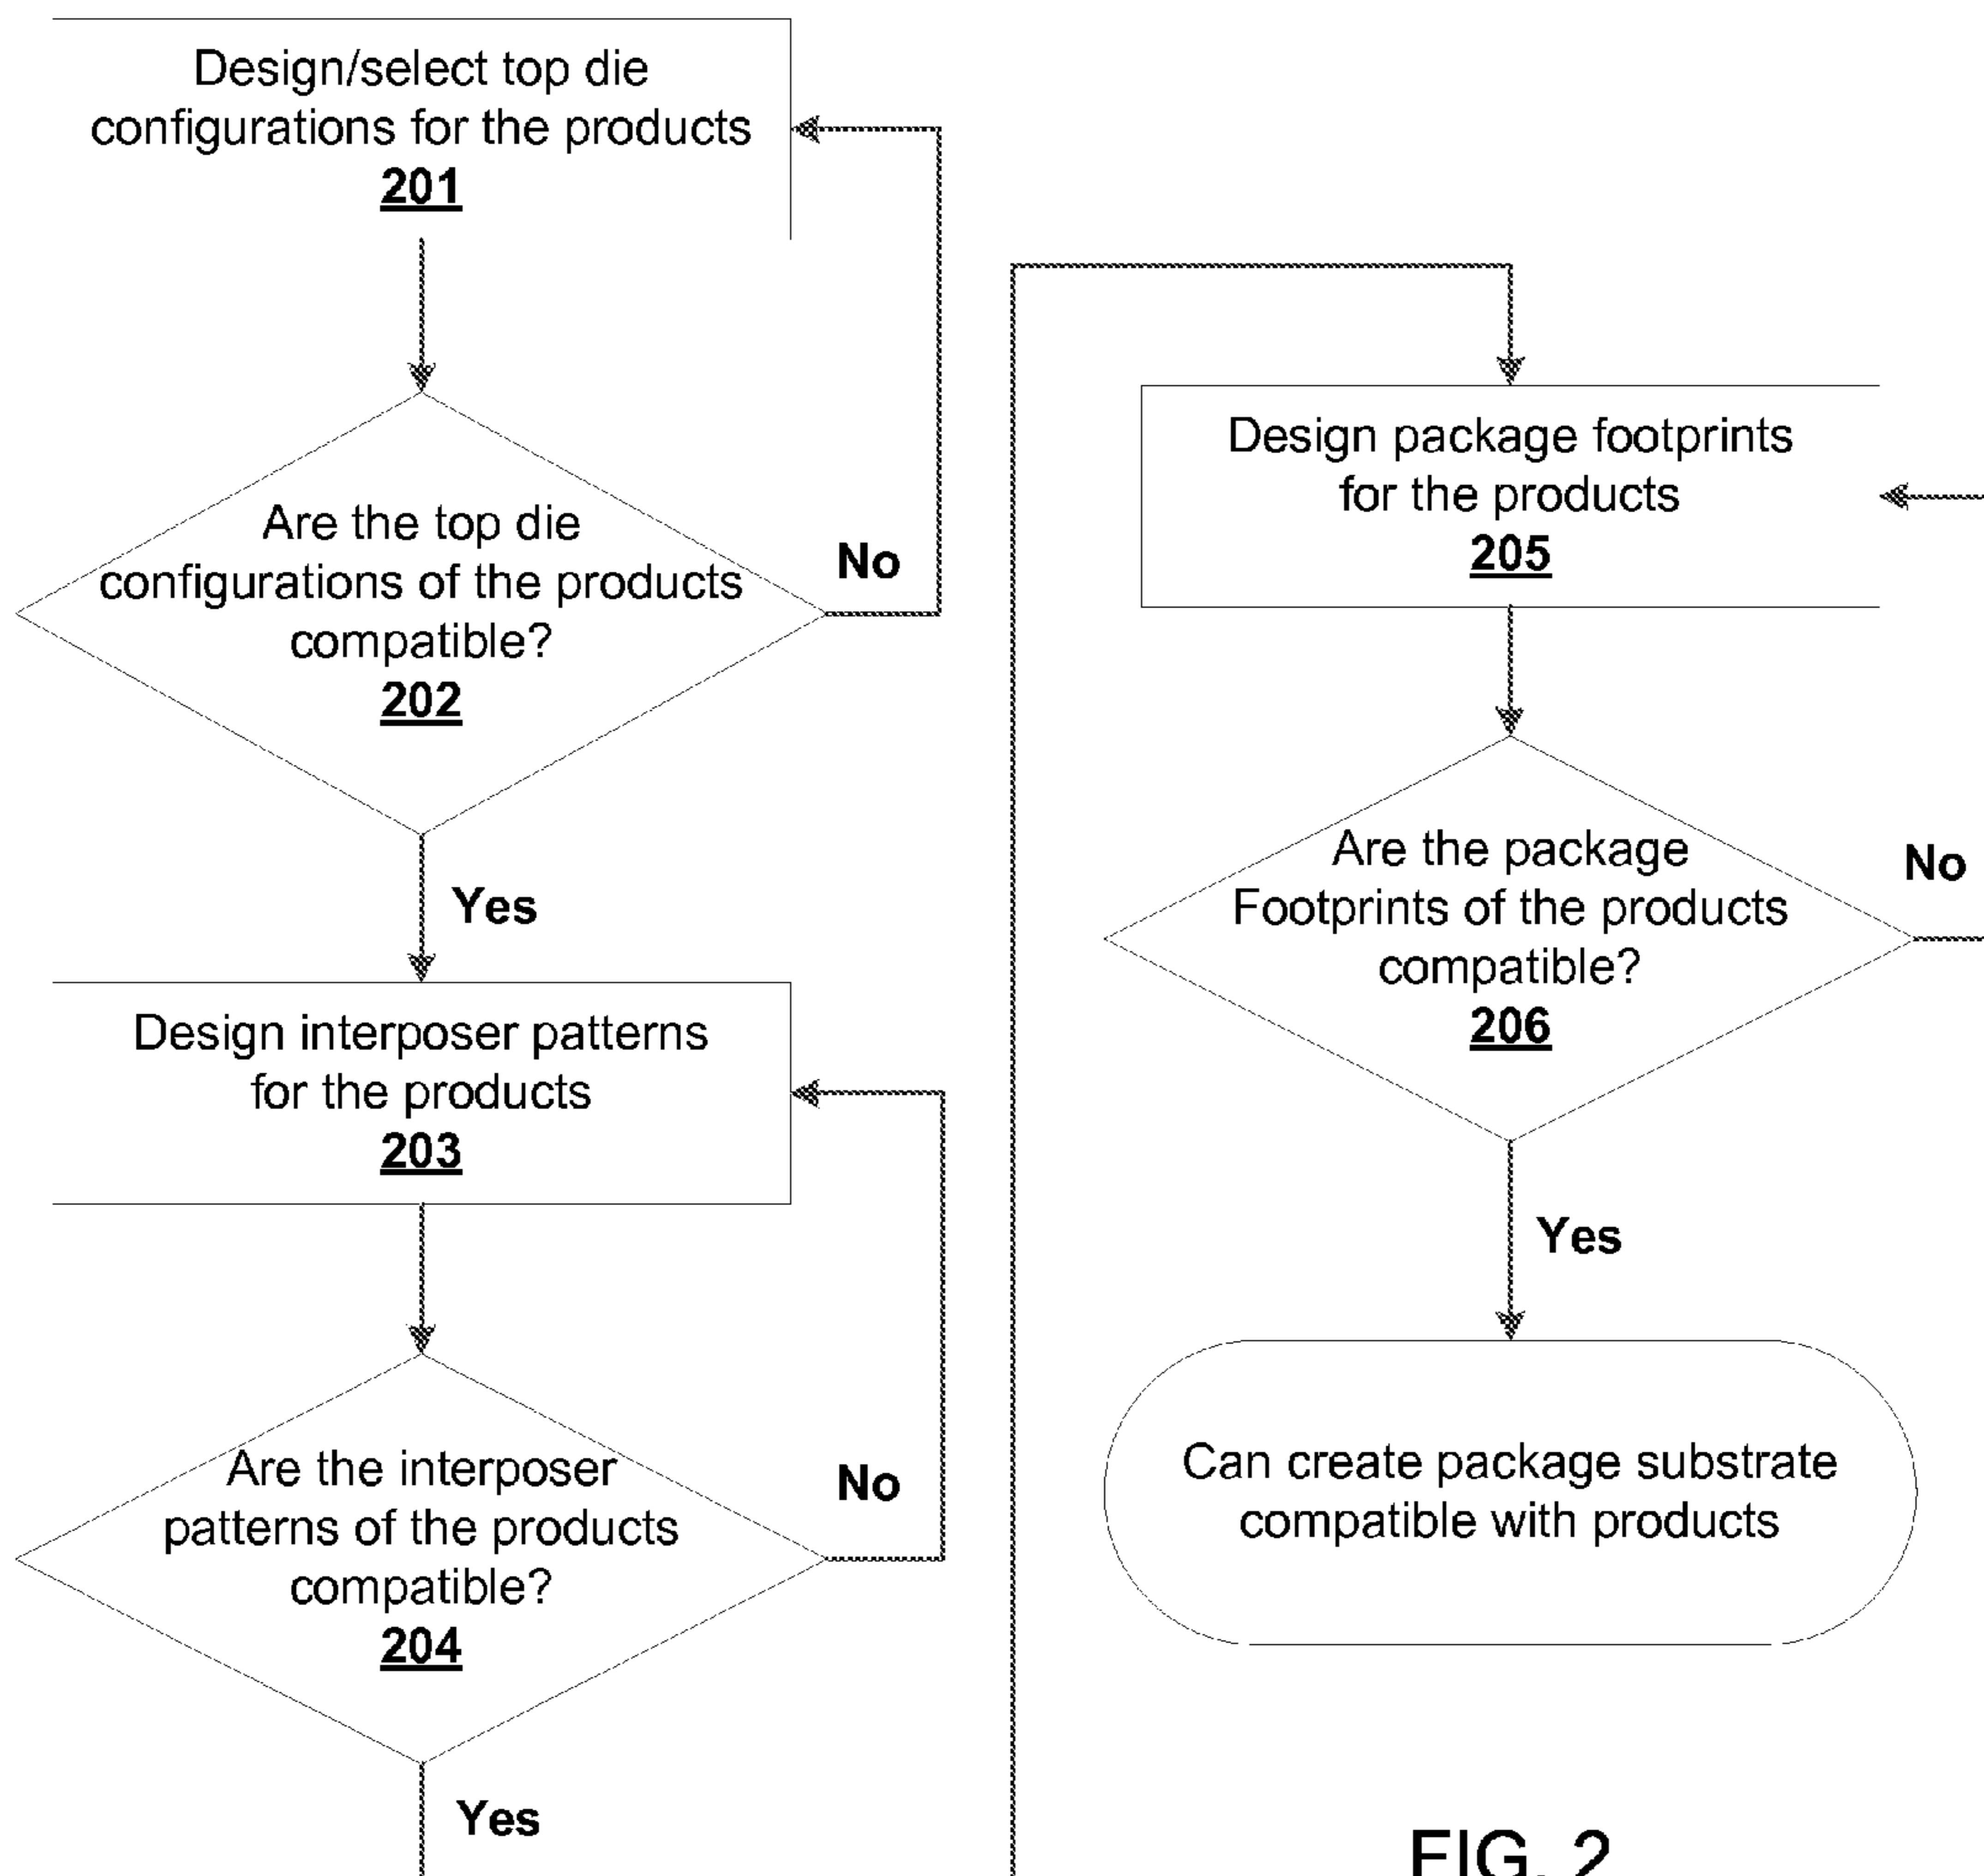 Design/select top die
configurations for the products
201
Are the top die
configurations of the products
compatible?
202
No
Yes
Design interposer patterns
for the products
203
Are the interposer
patterns of the products
compatible?
204
No
Yes
Design package footprints
for the products
205
Are the package
Footprints of the products
compatible?
206
No
Yes
Can create package substrate
compatible with products
FIG. 2